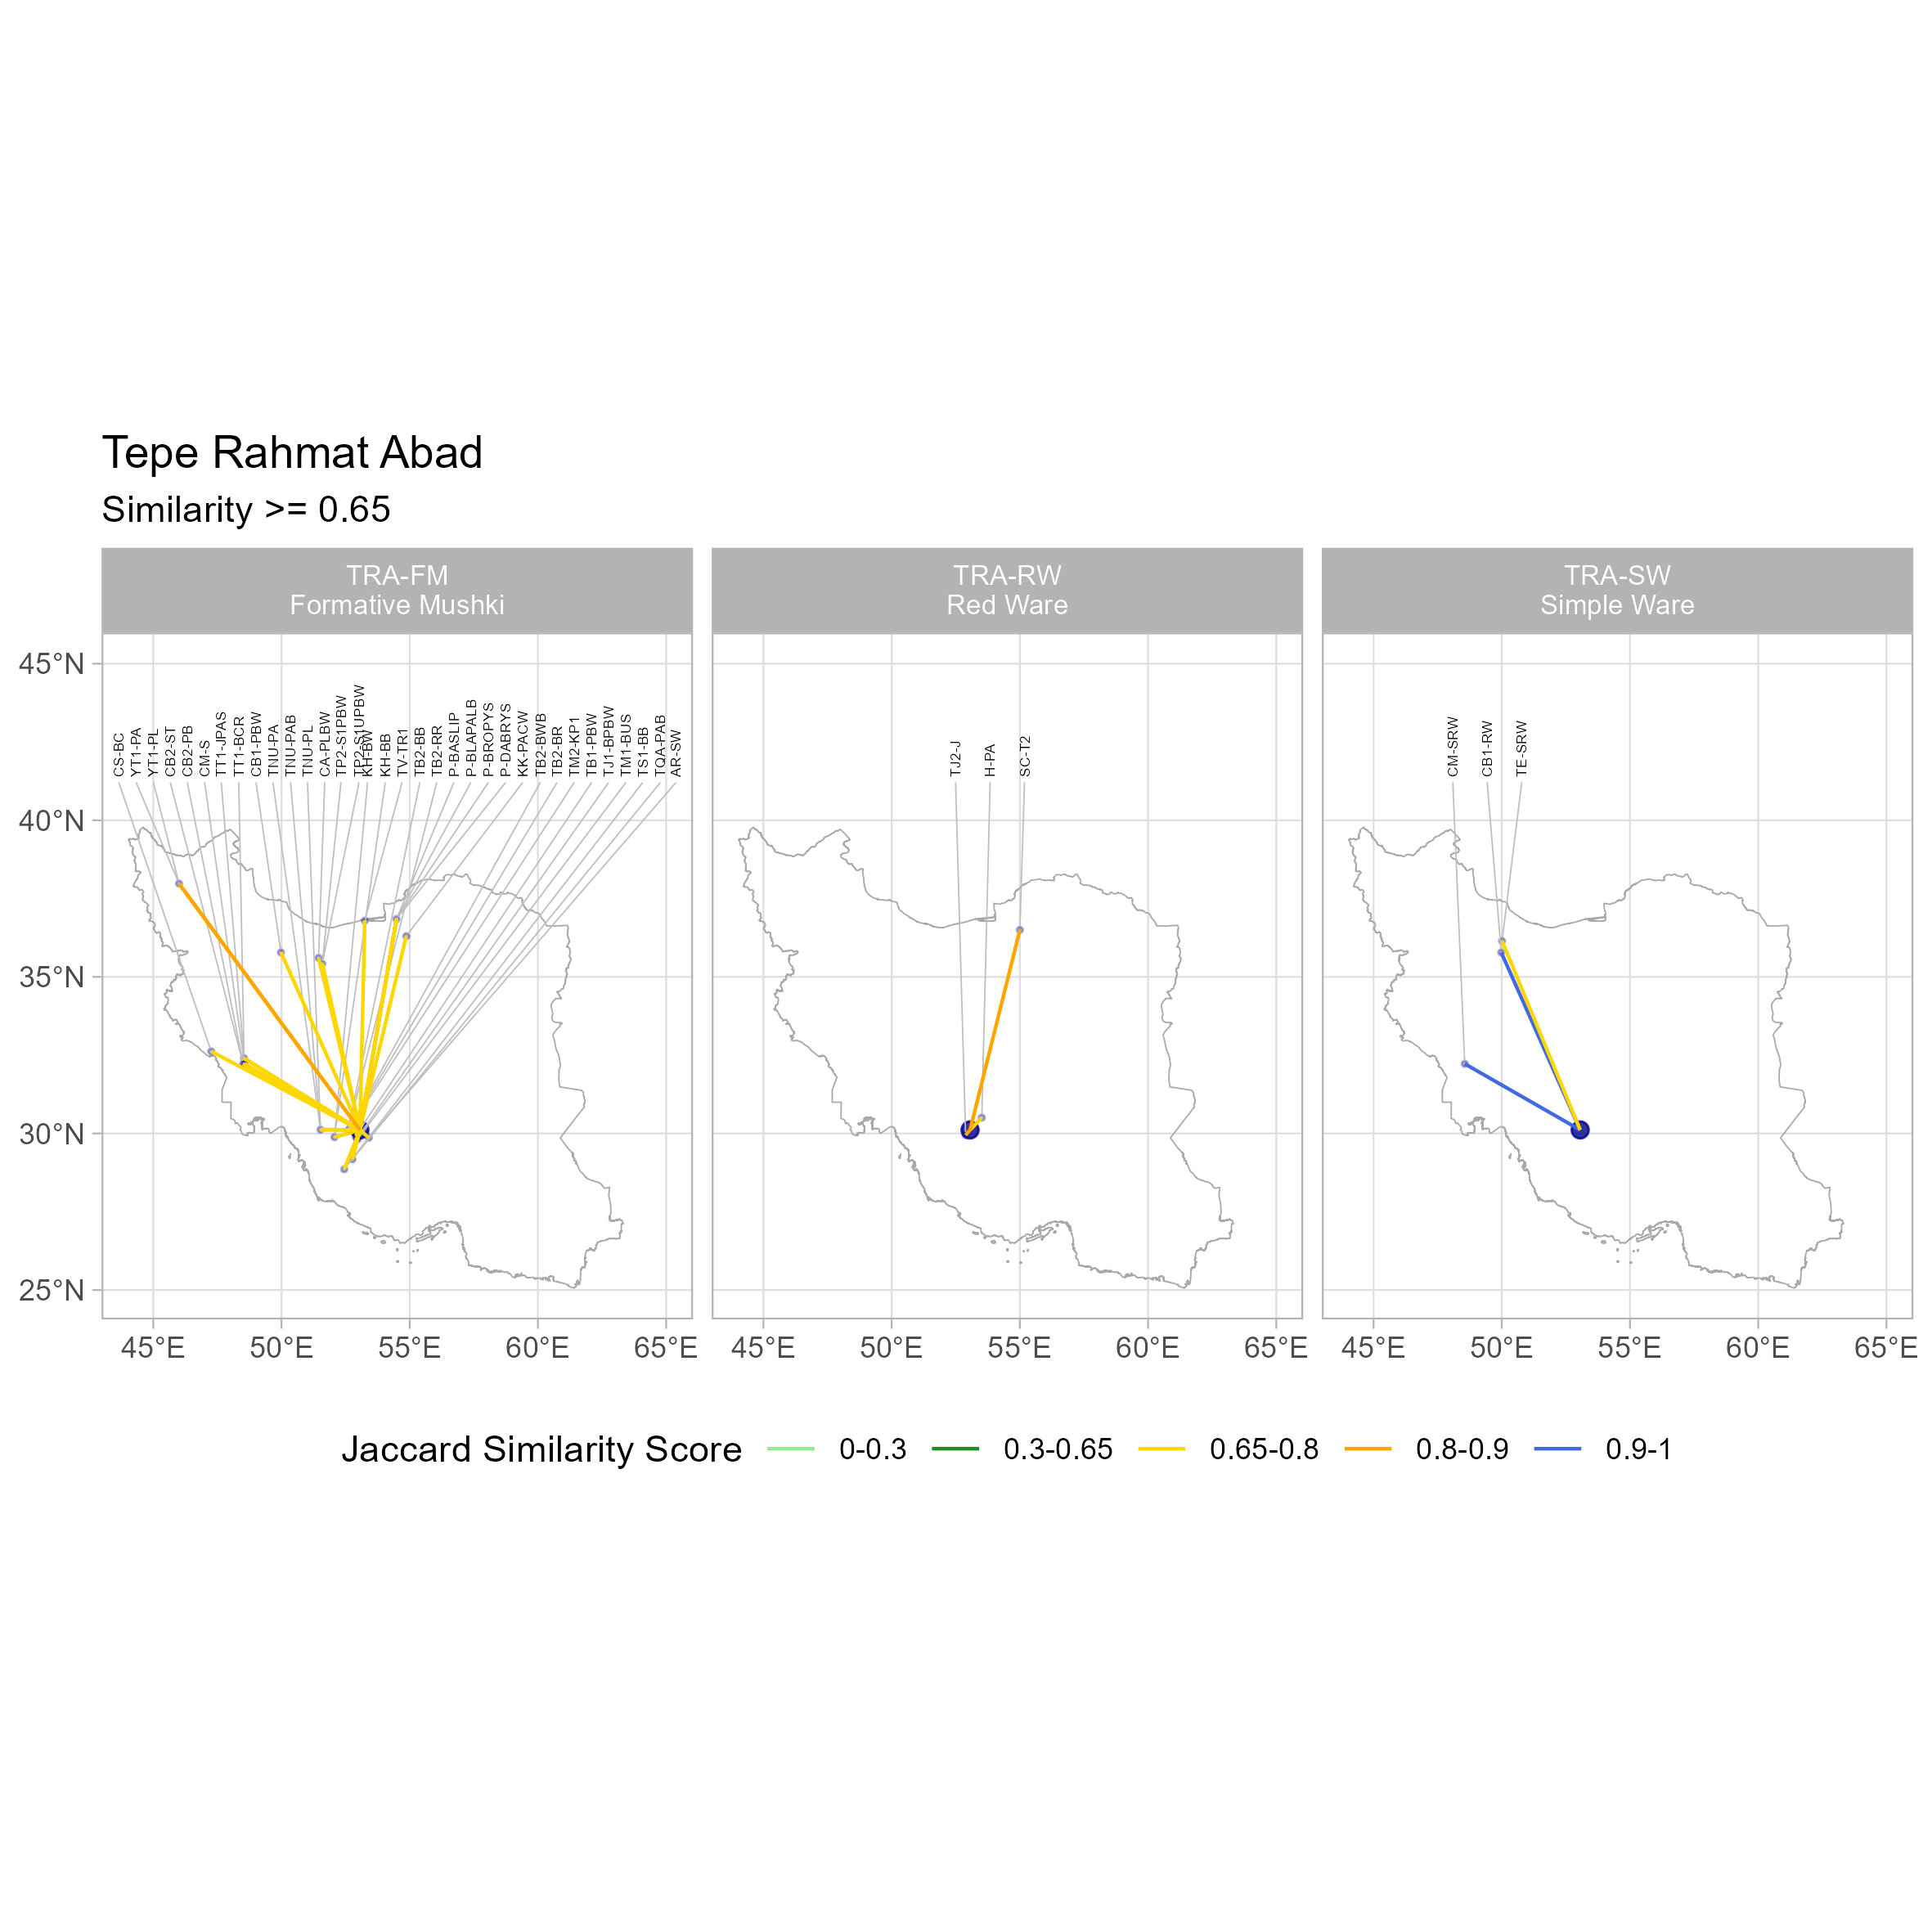 Tepe Rahmat Abad
Similarity >= 0.65
TRA-FM
Formative Mushki
TRA-RW
Red Ware
TRA-SW
Simple Ware
45°N
40°N
35°N
30°N
25°N
CS-BC
YT1-PA
YT1-PL
CB2-ST
CB2-PB
CM-S
TT1-JPAS
TT1-BCR
CB1-PBW
TNU-PA
TNU-PAB
TNU-PL
CA-PLBW
TP2-S1PBW
TP2-S1UPBW
KH-BW
KH-BB
TV-TR1
TB2-BB
TB2-RR
P-BASLIP
P-BLAPALB
P-BROPYS
P-DABRYS
KK-PACW
TB2-BWB
TB2-BR
TM2-KP1
TB1-PBW
TJ1-BPBW
TM1-BUS
TS1-BB
TQA-PAB
AR-SW
TJ2-J
H-PA
SC-T2
CM-SRW
CB1-RW
TE-SRW
45°E 50°E 55°E 60°E 65°E
45°E 50°E 55°E 60°E 65°E
45°E 50°E 55°E 60°E 65°E
Jaccard Similarity Score 0-0.3 0.3-0.65 0.65-0.8 0.8-0.9 0.9-1